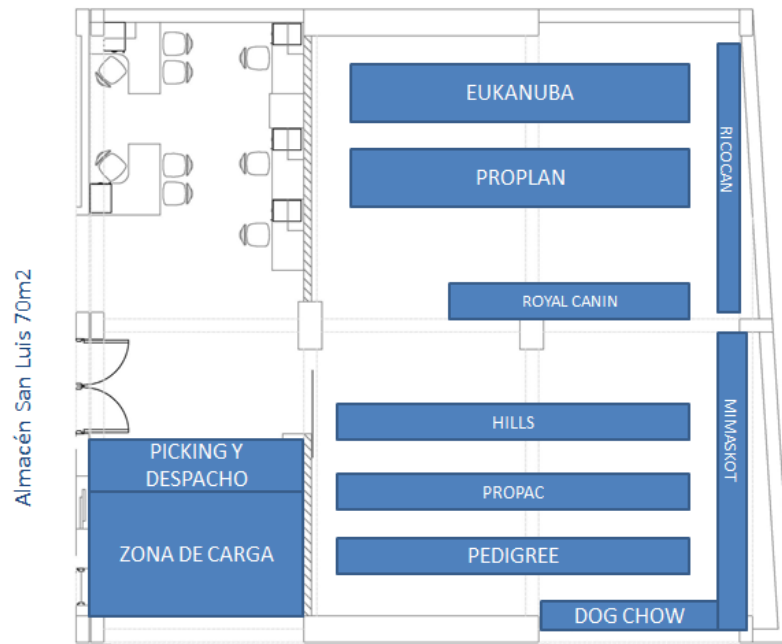 Almacén San Luis 70m2
EUKANUBA
PROPLAN
RICOCAN
ROYAL CANIN
HILLS
PROPAC
PEDIGREE
MIMASKOT
DOG CHOW
PICKING Y
DESPACHO
ZONA DE CARGA